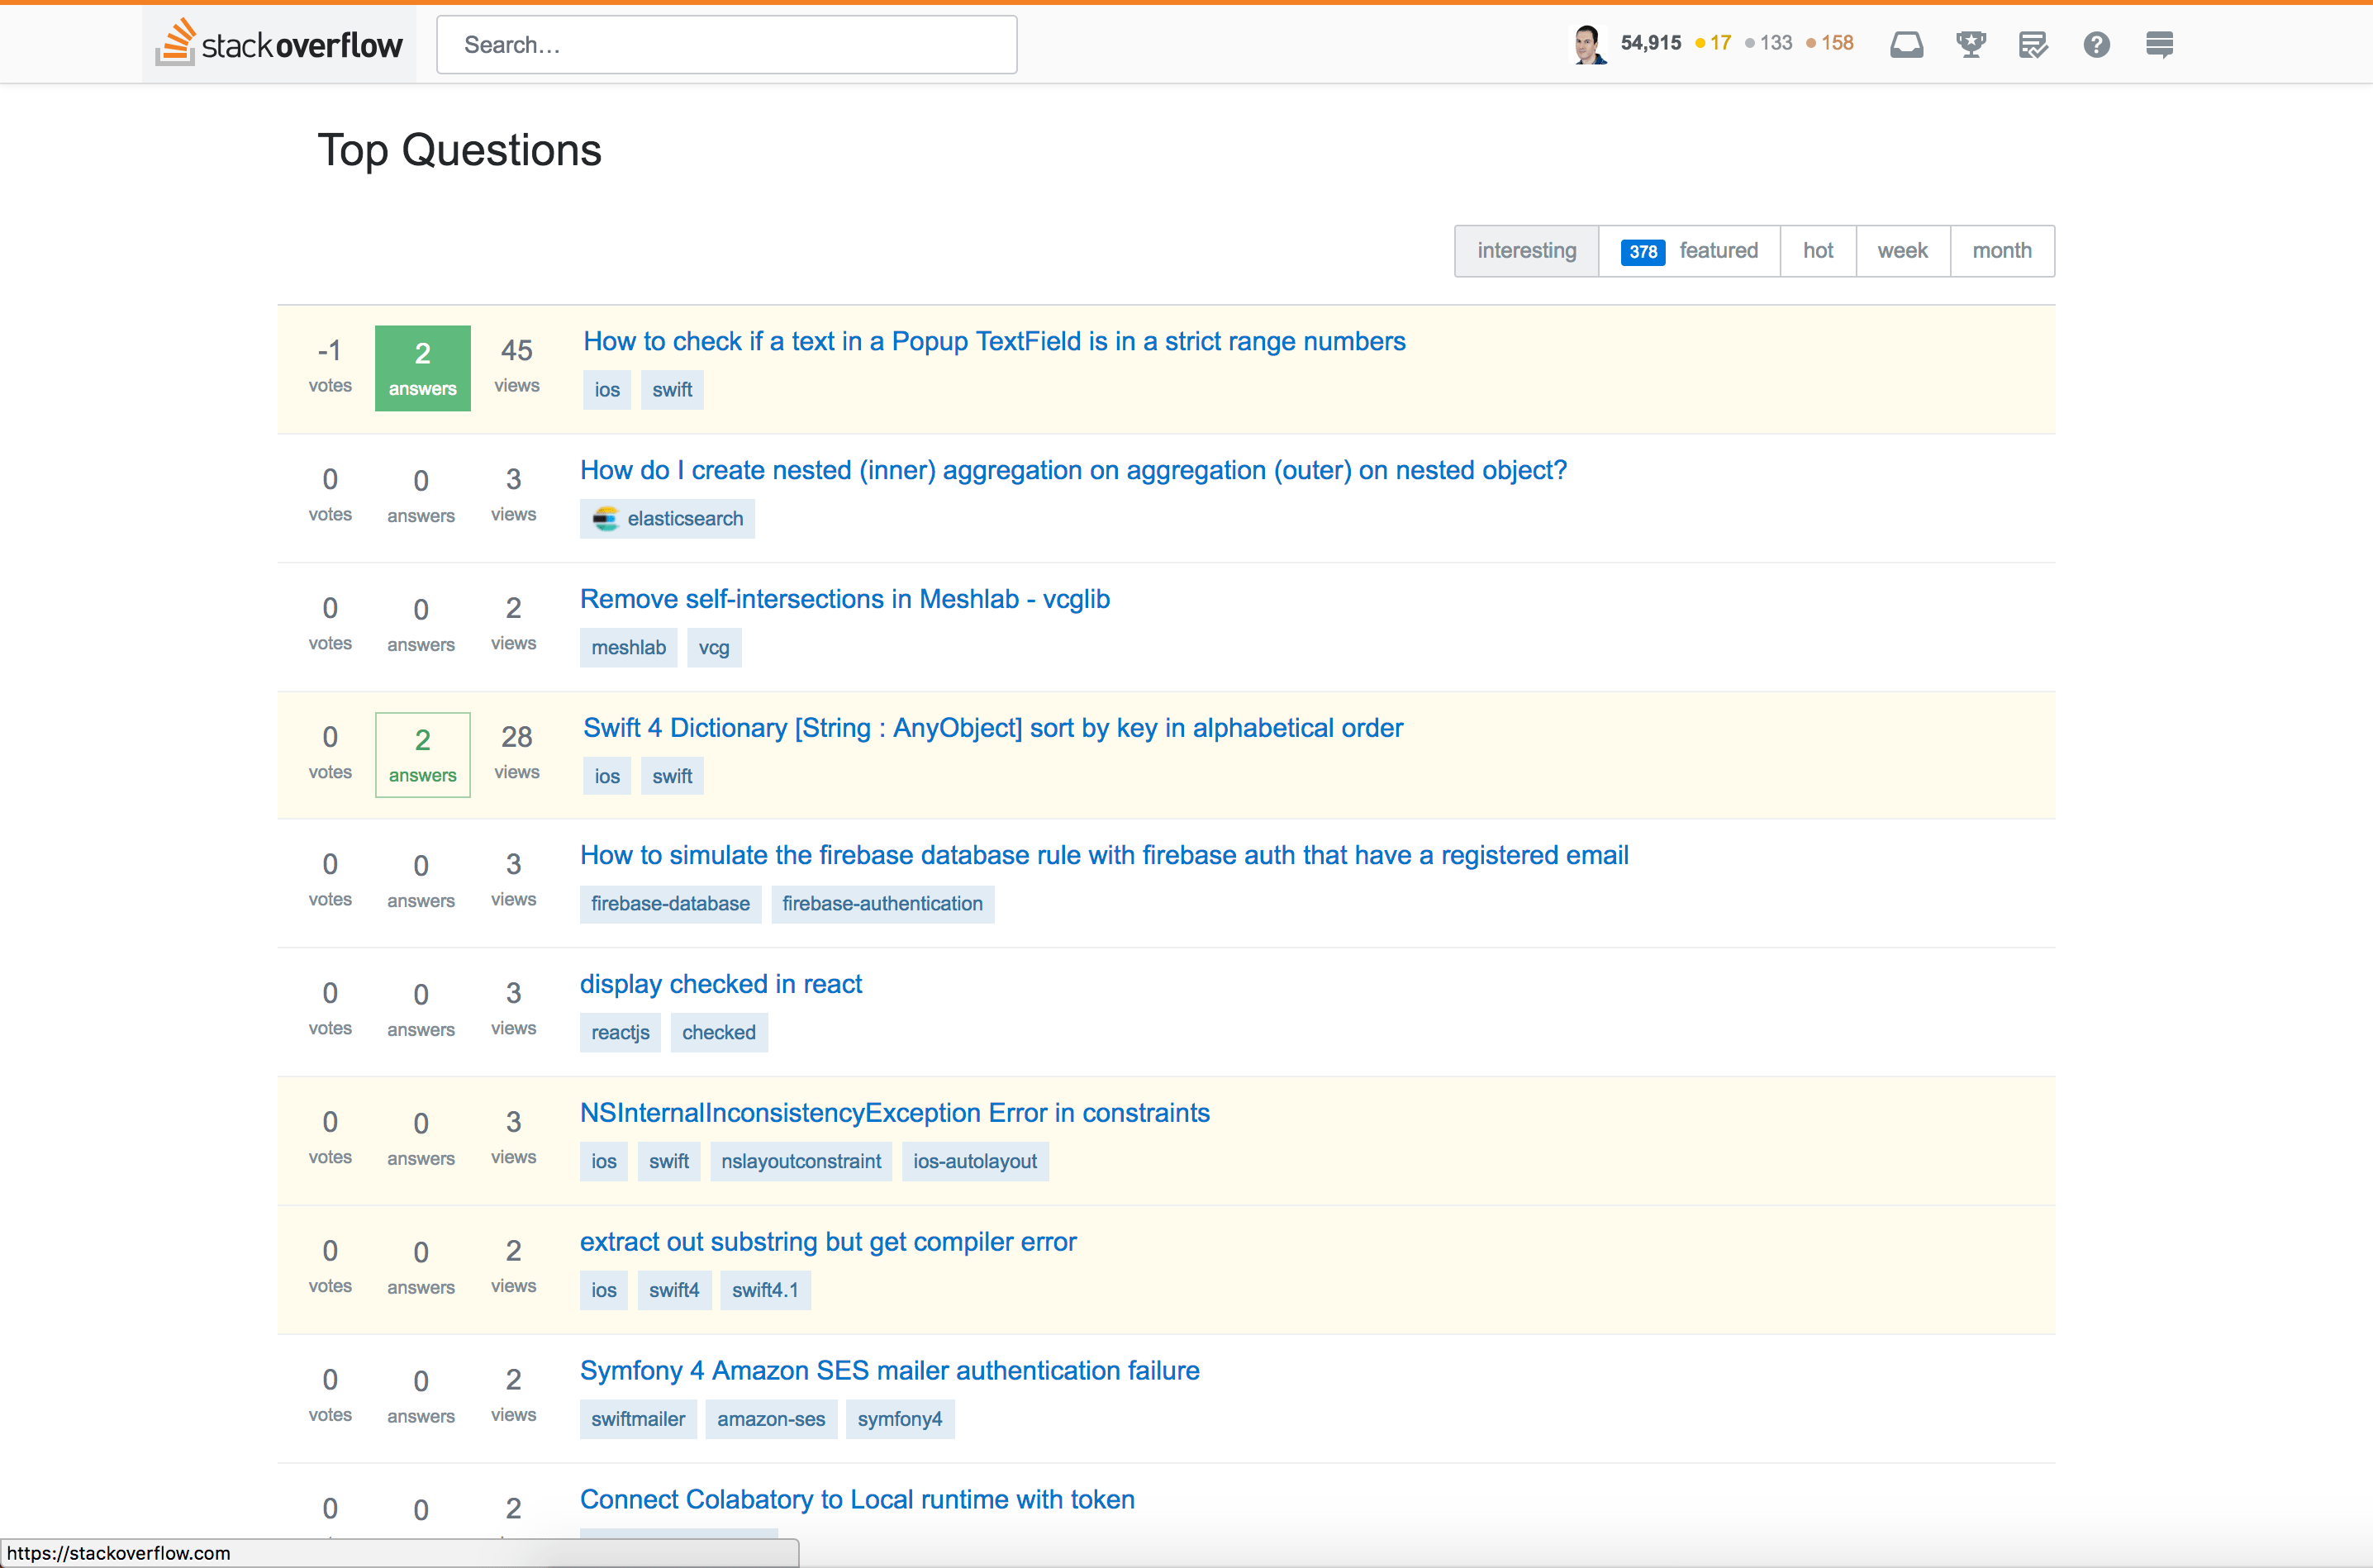 stackoverflow
Search…
54,915 17 133 158
Top Questions
interesting 378 featured hot week month
-1 2 45 How to check if a text in a Popup TextField is in a strict range numbers
votes answers views ios swift
0 0 3 How do I create nested (inner) aggregation on aggregation (outer) on nested object?
votes answers views elasticsearch
0 0 2 Remove self-intersections in Meshlab - vcglib
votes answers views meshlab vcg
0 2 28 Swift 4 Dictionary [String : AnyObject] sort by key in alphabetical order
votes answers views ios swift
0 0 3 How to simulate the firebase database rule with firebase auth that have a registered email
votes answers views firebase-database firebase-authentication
0 0 3 display checked in react
votes answers views reactjs checked
0 0 3 NSInternalInconsistencyException Error in constraints
votes answers views ios swift nslayoutconstraint ios-autolayout
0 0 2 extract out substring but get compiler error
votes answers views ios swift4 swift4.1
0 0 2 Symfony 4 Amazon SES mailer authentication failure
votes answers views swiftmailer amazon-ses symfony4
0 0 2 Connect Colabatory to Local runtime with token
https://stackoverflow.com